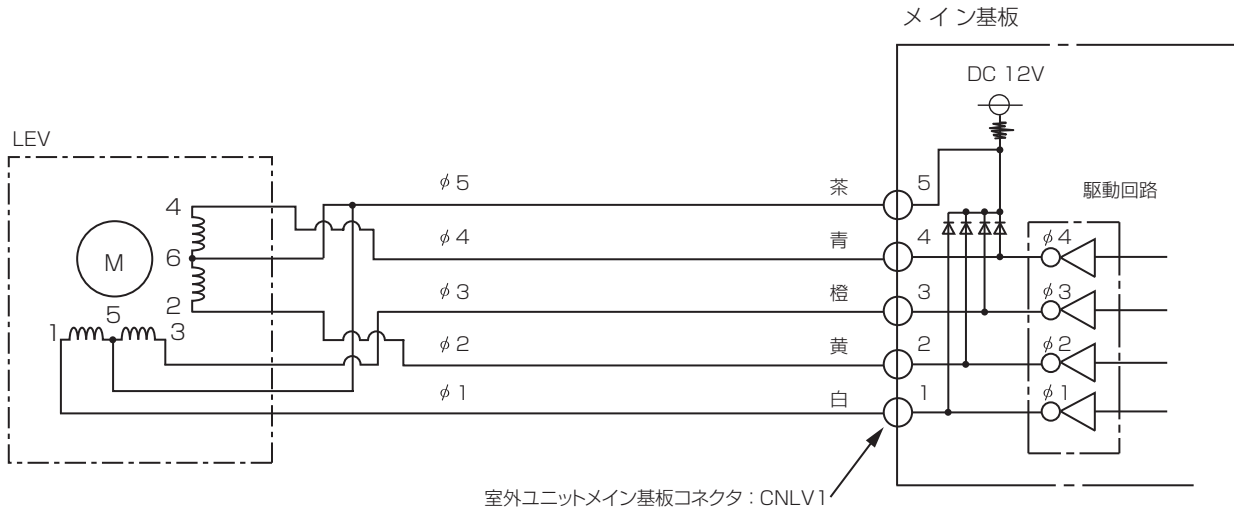 メイン基板
DC 12V
LEV
駆動回路
φ5 茶 5
4
φ4 青 4 φ4
6
M
φ3 橙 3 φ3
2
5
1 3
φ2 黄 2 φ2
φ1 白 1 φ1
室外ユニットメイン基板コネクタ：CNLV1